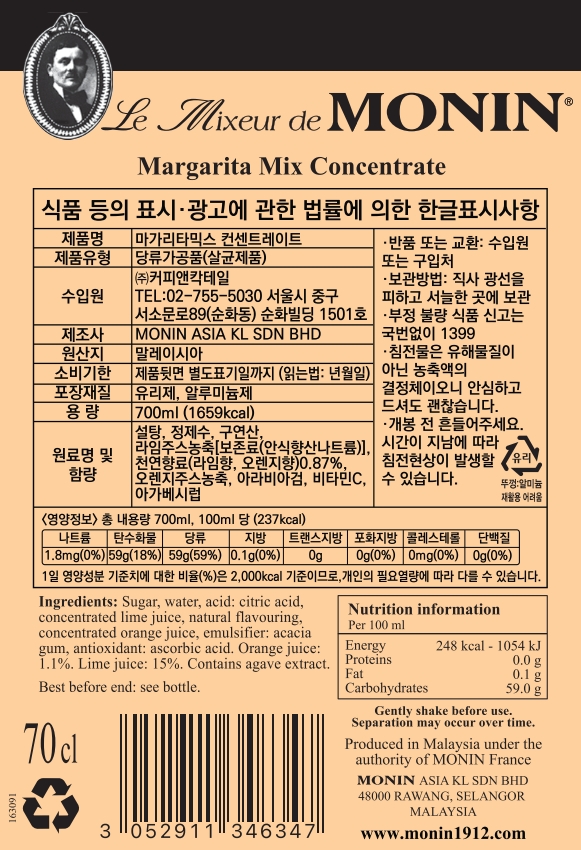 Le Mixeur de MONIN®
Margarita Mix Concentrate
식품 등의 표시·광고에 관한 법률에 의한 한글표시사항
제품명 마가리타믹스 컨센트레이트
제품유형 당류가공품(살균제품)
수입원 ㈜커피앤칵테일
TEL:02-755-5030 서울시 중구
서소문로89(순화동) 순화빌딩 1501호
제조사 MONIN ASIA KL SDN BHD
원산지 말레이시아
소비기한 제품뒷면 별도표기일까지 (읽는법: 년월일)
포장재질 유리제, 알루미늄제
용 량 700ml (1659kcal)
원료명 및
함량
설탕, 정제수, 구연산,
라임주스농축[보존료(안식향산나트륨)],
천연향료(라임향, 오렌지향)0.87%,
오렌지주스농축, 아라비아검, 비타민C,
아가베시럽
·반품 또는 교환: 수입원
또는 구입처
·보관방법: 직사 광선을
피하고 서늘한 곳에 보관
·부정 불량 식품 신고는
국번없이 1399
·침전물은 유해물질이
아닌 농축액의
결정체이오니 안심하고
드셔도 괜찮습니다.
·개봉 전 흔들어주세요.
시간이 지남에 따라
침전현상이 발생할
수 있습니다.
유리
뚜껑:알미늄
재활용 어려움
〈영양정보〉 총 내용량 700ml, 100ml 당 (237kcal)
나트륨 탄수화물 당류 지방 트랜스지방 포화지방 콜레스테롤 단백질
1.8mg(0%) 59g(18%) 59g(59%) 0.1g(0%) 0g 0g(0%) 0mg(0%) 0g(0%)
1일 영양성분 기준치에 대한 비율(%)은 2,000kcal 기준이므로,개인의 필요열량에 따라 다를 수 있습니다.
Ingredients: Sugar, water, acid: citric acid,
concentrated lime juice, natural flavouring,
concentrated orange juice, emulsifier: acacia
gum, antioxidant: ascorbic acid. Orange juice:
1.1%. Lime juice: 15%. Contains agave extract.
Best before end: see bottle.
Nutrition information
Per 100 ml
Energy 248 kcal - 1054 kJ
Proteins 0.0 g
Fat 0.1 g
Carbohydrates 59.0 g
Gently shake before use.
Separation may occur over time.
Produced in Malaysia under the
authority of MONIN France
MONIN ASIA KL SDN BHD
48000 RAWANG, SELANGOR
MALAYSIA
www.monin1912.com
70 cl
163091
3 052911 346347